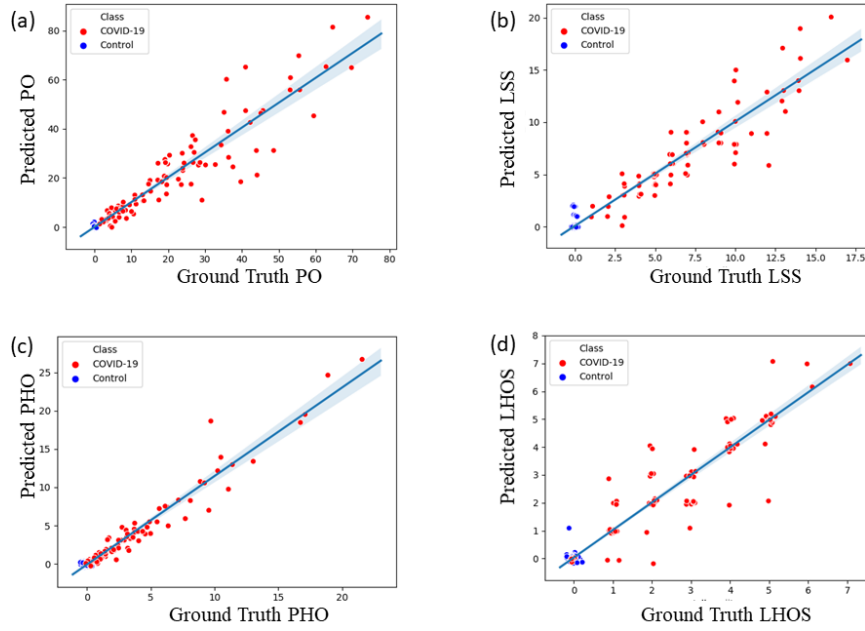 (a)
Class
COVID-19
Control
80
60
40
20
0
Predicted PO
0 10 20 30 40 50 60 70 80
Ground Truth PO
(b)
Class
COVID-19
Control
20
15
10
5
0
Predicted LSS
0.0 2.5 5.0 7.5 10.0 12.5 15.0 17.5
Ground Truth LSS
(c)
Class
COVID-19
Control
25
20
15
10
5
0
Predicted PHO
0 5 10 15 20
Ground Truth PHO
(d)
Class
COVID-19
Control
8
7
6
5
4
3
2
1
0
Predicted LHOS
0 1 2 3 4 5 6 7
Ground Truth LHOS